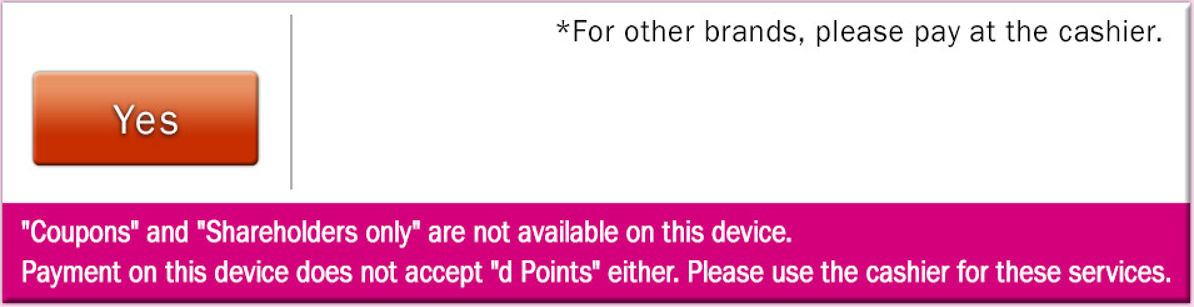 *For other brands, please pay at the cashier.
Yes
"Coupons" and "Shareholders only" are not available on this device.
Payment on this device does not accept "d Points" either. Please use the cashier for these services.